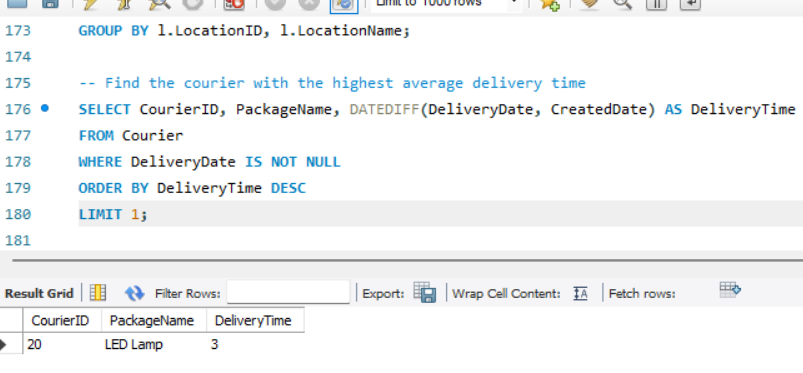 Limit to 1000 rows
173 GROUP BY l.LocationID, l.LocationName;
174
175 -- Find the courier with the highest average delivery time
176 SELECT CourierID, PackageName, DATEDIFF(DeliveryDate, CreatedDate) AS DeliveryTime
177 FROM Courier
178 WHERE DeliveryDate IS NOT NULL
179 ORDER BY DeliveryTime DESC
180 LIMIT 1;
181
Result Grid Filter Rows: Export: Wrap Cell Content: IA Fetch rows:
CourierID PackageName DeliveryTime
20 LED Lamp 3